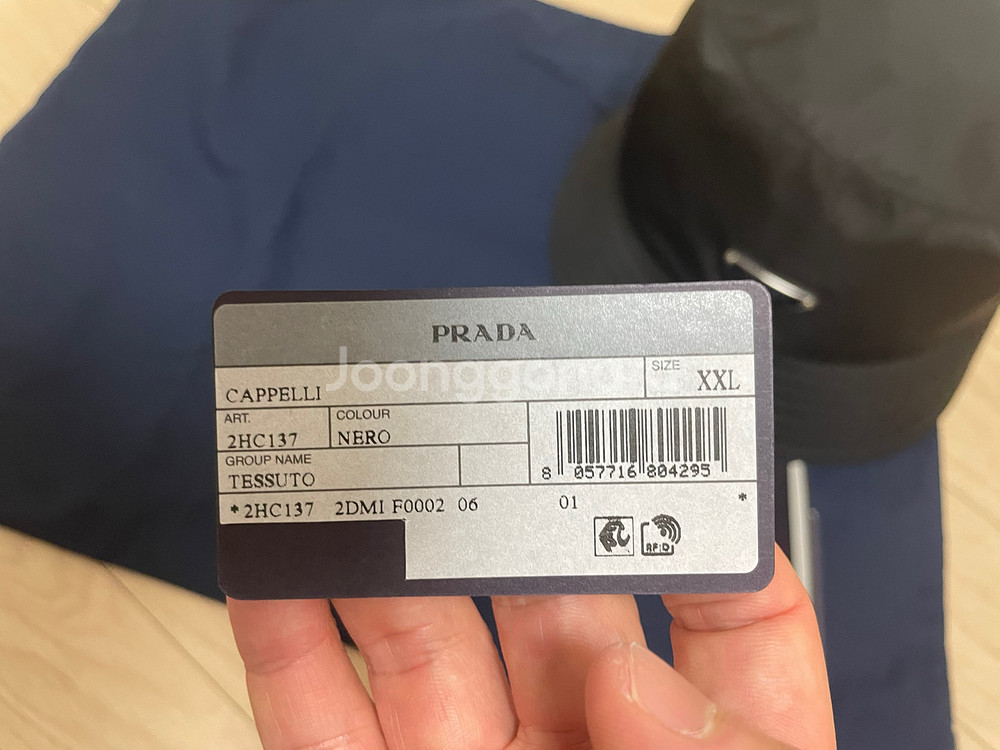 PRADA
Joonggonara
CAPPELLI
SIZE
XXL
ART.
2HC137
COLOUR
NERO
GROUP NAME
TESSUTO
8 057716 804295
*2HC137 2DMI F0002 06 01 *
RFID